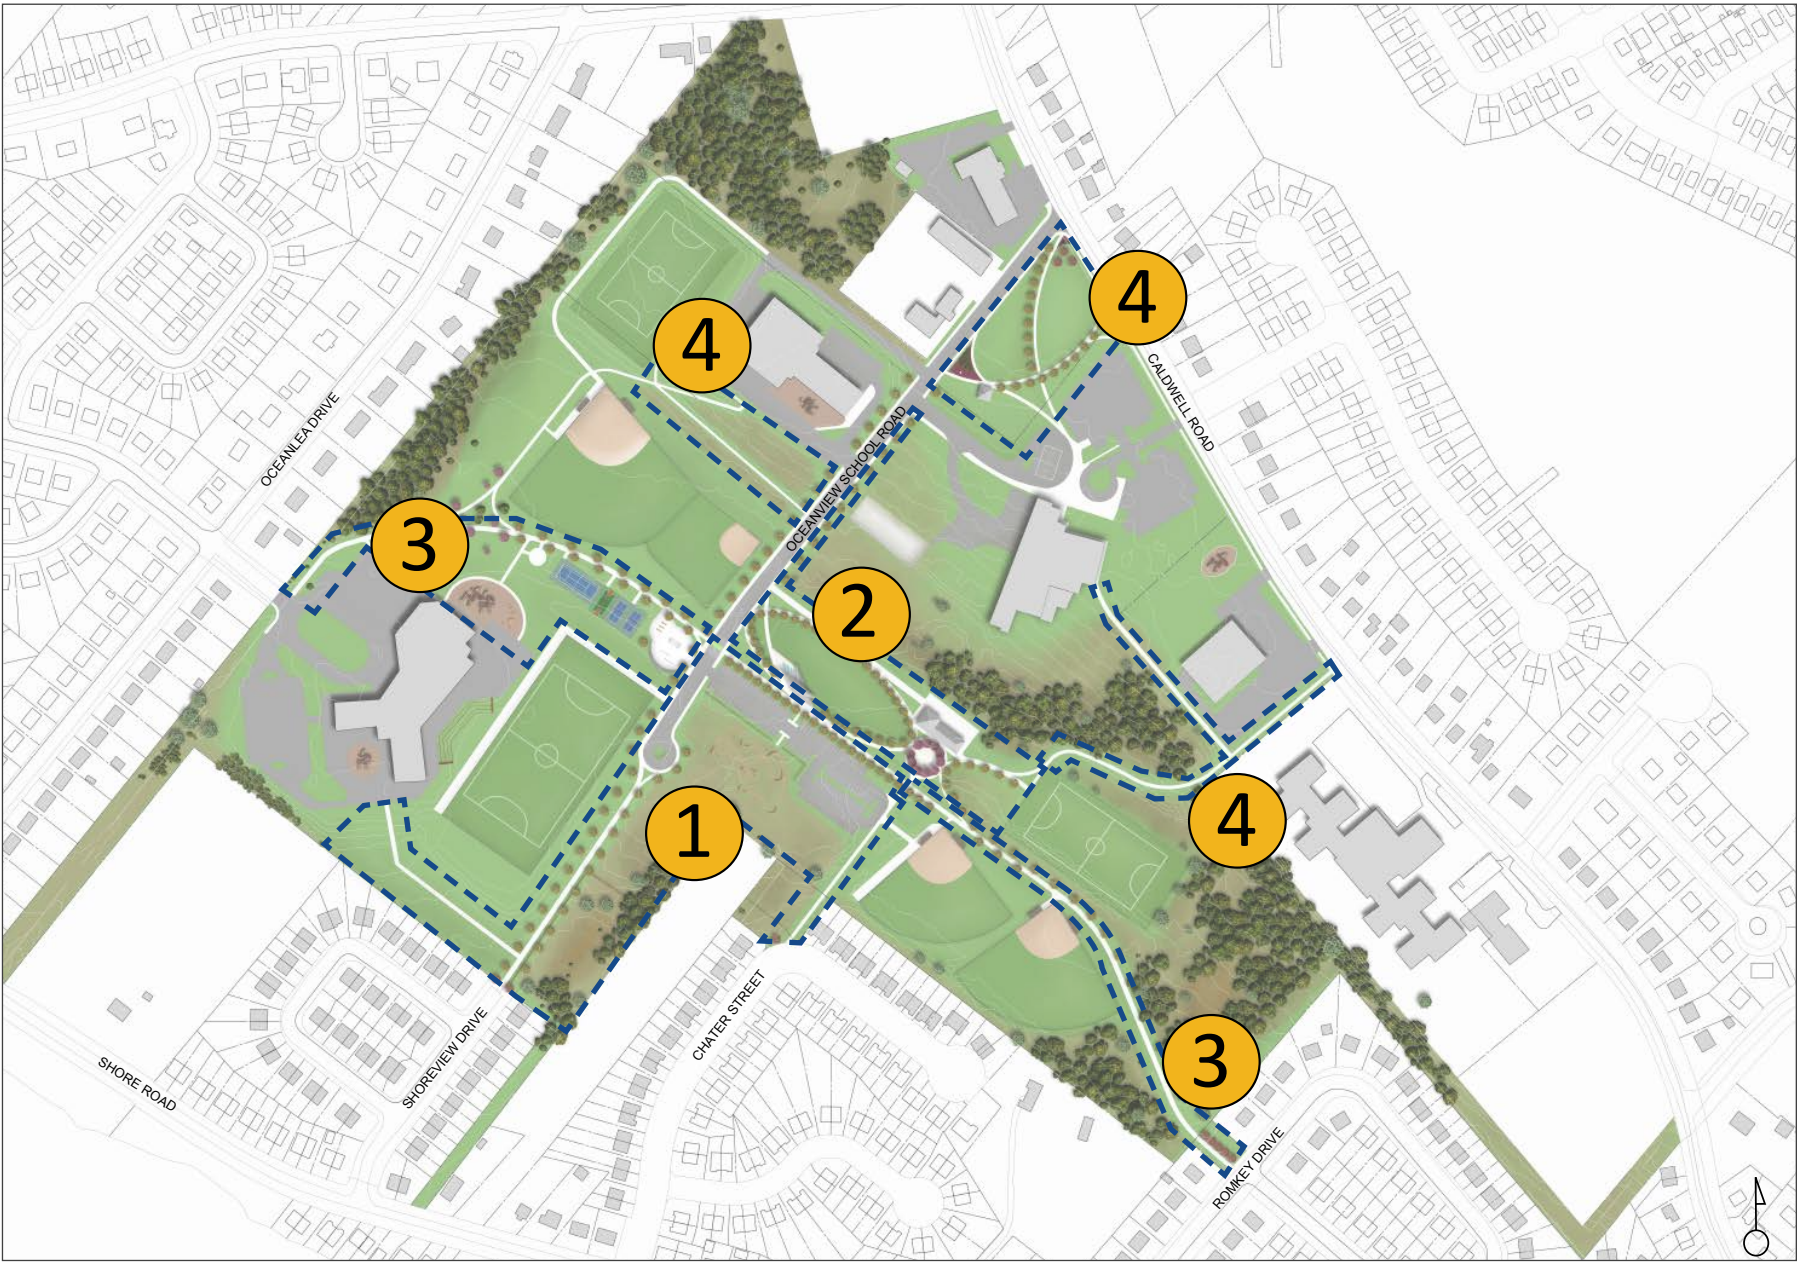 4
4
CALDWELL ROAD
OCEANLEA DRIVE
OCEANVIEW SCHOOL ROAD
3
2
1
4
CHATER STREET
SHOREVIEW DRIVE
3
SHORE ROAD
ROMKEY DRIVE